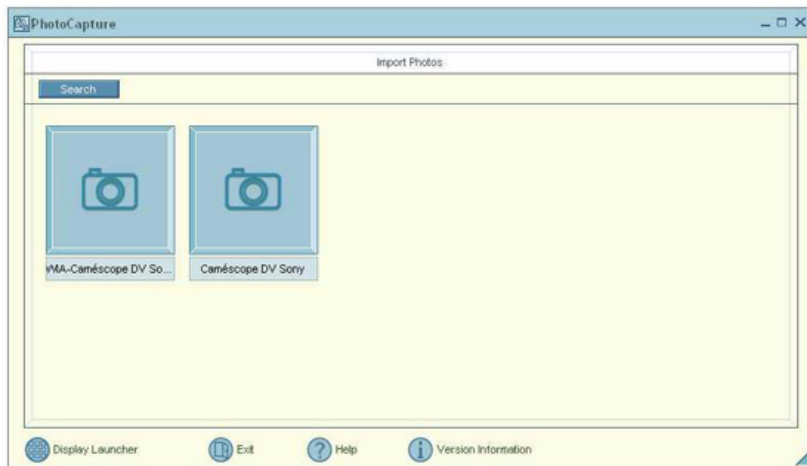 PhotoCapture
Import Photos
Search
WIA-Caméscope DV So...
Caméscope DV Sony
Display Launcher
Exit
Help
Version Information